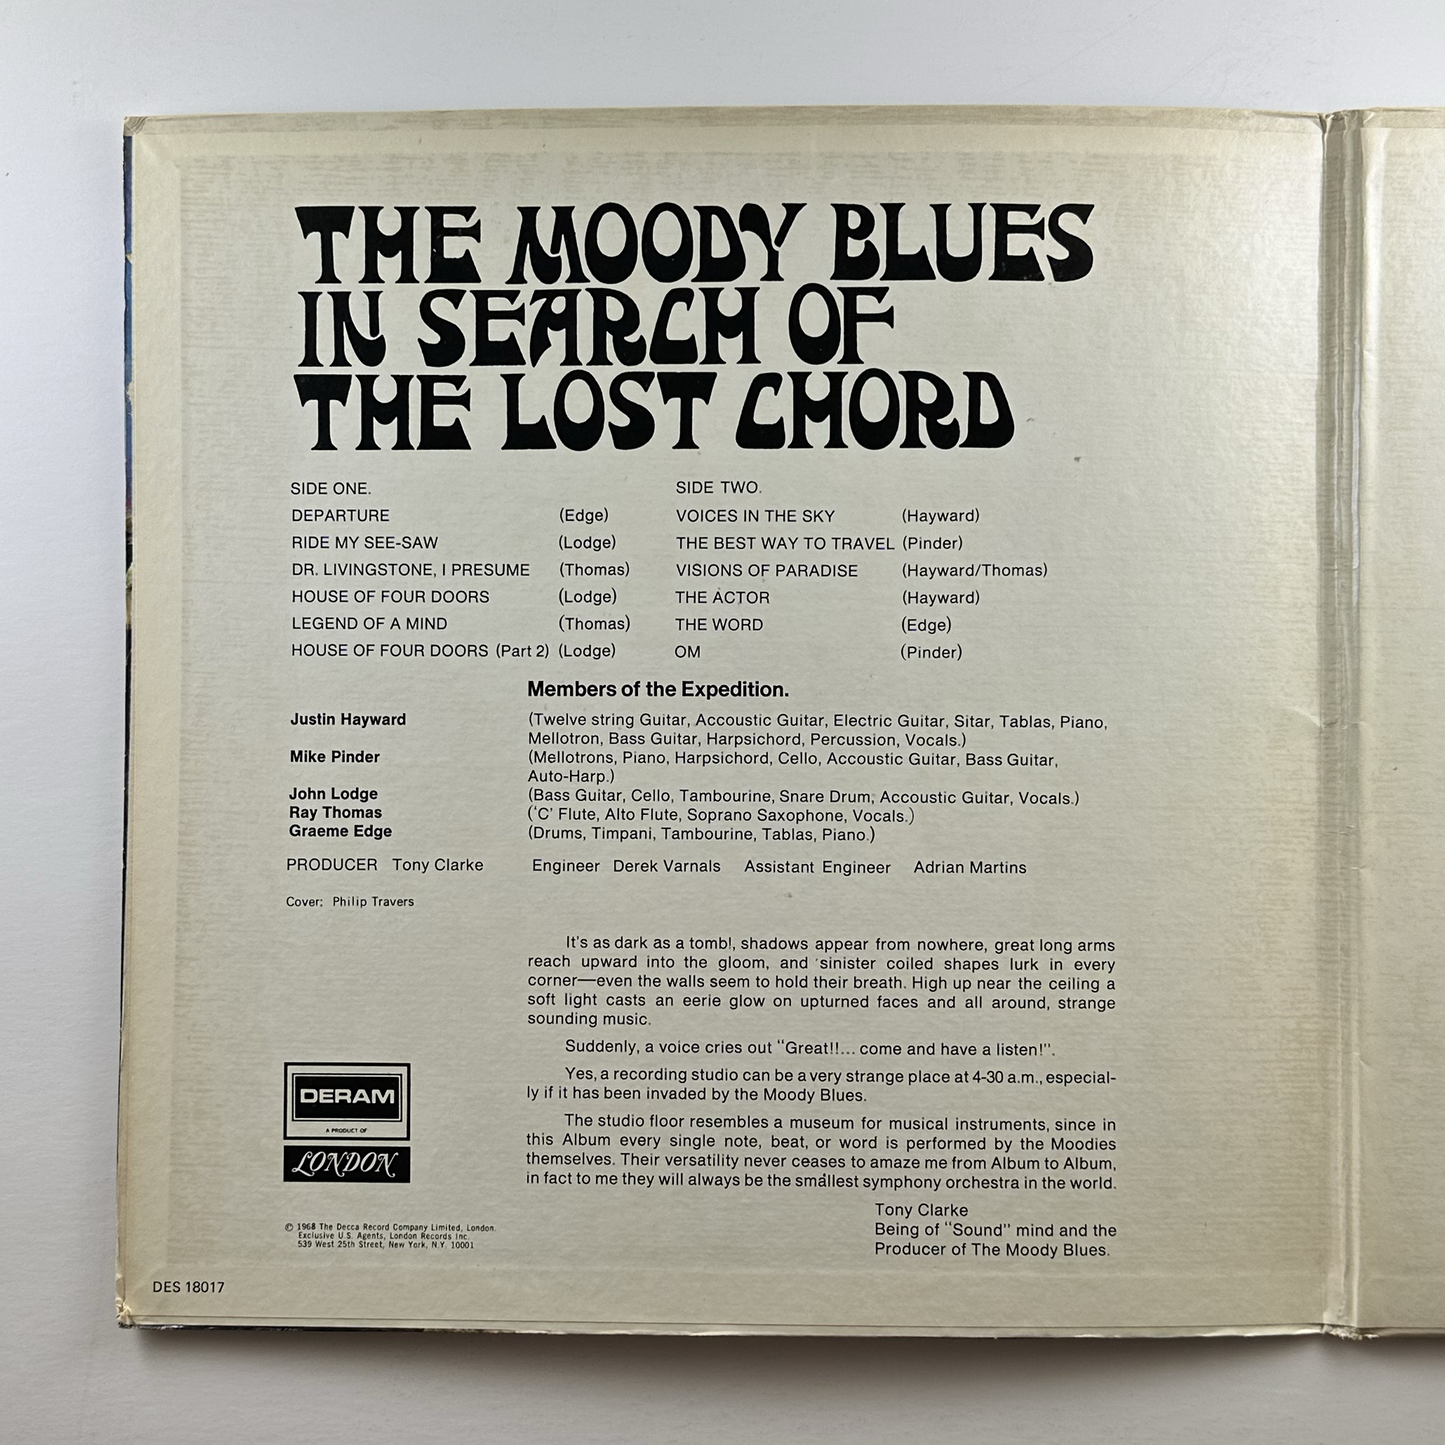 THE MOODY BLUES
IN SEARCH OF
THE LOST CHORD
SIDE ONE.
DEPARTURE (Edge)
RIDE MY SEE-SAW (Lodge)
DR. LIVINGSTONE, I PRESUME (Thomas)
HOUSE OF FOUR DOORS (Lodge)
LEGEND OF A MIND (Thomas)
HOUSE OF FOUR DOORS (Part 2) (Lodge)
SIDE TWO.
VOICES IN THE SKY (Hayward)
THE BEST WAY TO TRAVEL (Pinder)
VISIONS OF PARADISE (Hayward/Thomas)
THE ACTOR (Hayward)
THE WORD (Edge)
OM (Pinder)
Members of the Expedition.
Justin Hayward (Twelve string Guitar, Accoustic Guitar, Electric Guitar, Sitar, Tablas, Piano,
Mellotron, Bass Guitar, Harpsichord, Percussion, Vocals.)
Mike Pinder (Mellotrons, Piano, Harpsichord, Cello, Accoustic Guitar, Bass Guitar,
Auto-Harp.)
John Lodge (Bass Guitar, Cello, Tambourine, Snare Drum, Accoustic Guitar, Vocals.)
Ray Thomas ('C' Flute, Alto Flute, Soprano Saxophone, Vocals.)
Graeme Edge (Drums, Timpani, Tambourine, Tablas, Piano.)
PRODUCER Tony Clarke Engineer Derek Varnals Assistant Engineer Adrian Martins
Cover: Philip Travers
It's as dark as a tomb!, shadows appear from nowhere, great long arms
reach upward into the gloom, and sinister coiled shapes lurk in every
corner—even the walls seem to hold their breath. High up near the ceiling a
soft light casts an eerie glow on upturned faces and all around, strange
sounding music.
Suddenly, a voice cries out "Great!!... come and have a listen!".
Yes, a recording studio can be a very strange place at 4-30 a.m., especial-
ly if it has been invaded by the Moody Blues.
The studio floor resembles a museum for musical instruments, since in
this Album every single note, beat, or word is performed by the Moodies
themselves. Their versatility never ceases to amaze me from Album to Album,
in fact to me they will always be the smallest symphony orchestra in the world.
Tony Clarke
Being of "Sound" mind and the
Producer of The Moody Blues.
DERAM
A PRODUCT OF
LONDON
© 1968 The Decca Record Company Limited, London.
Exclusive U.S. Agents, London Records Inc.
539 West 25th Street, New York, N.Y. 10001
DES 18017